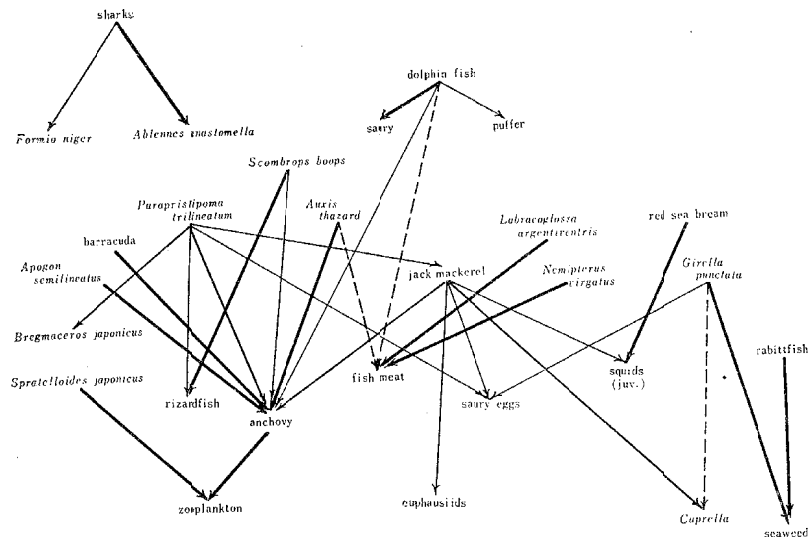 sharks
dolphin fish
Formio niger
Ablennes anastomella
saury
puffer
Scombrops boops
Parapristipoma
trilineatum
Auxis
thazard
Labracoglossa
argentiventris
red sea bream
barracuda
Apogon
semilineatus
jack mackerel
Nemipterus
virgatus
Girella
punctata
Bregmaceros japonicus
rabittfish
Spratelloides japonicus
rizardfish
anchovy
fish meat
saury eggs
squids
(juv.)
zooplankton
euphausiids
Caprella
seaweed